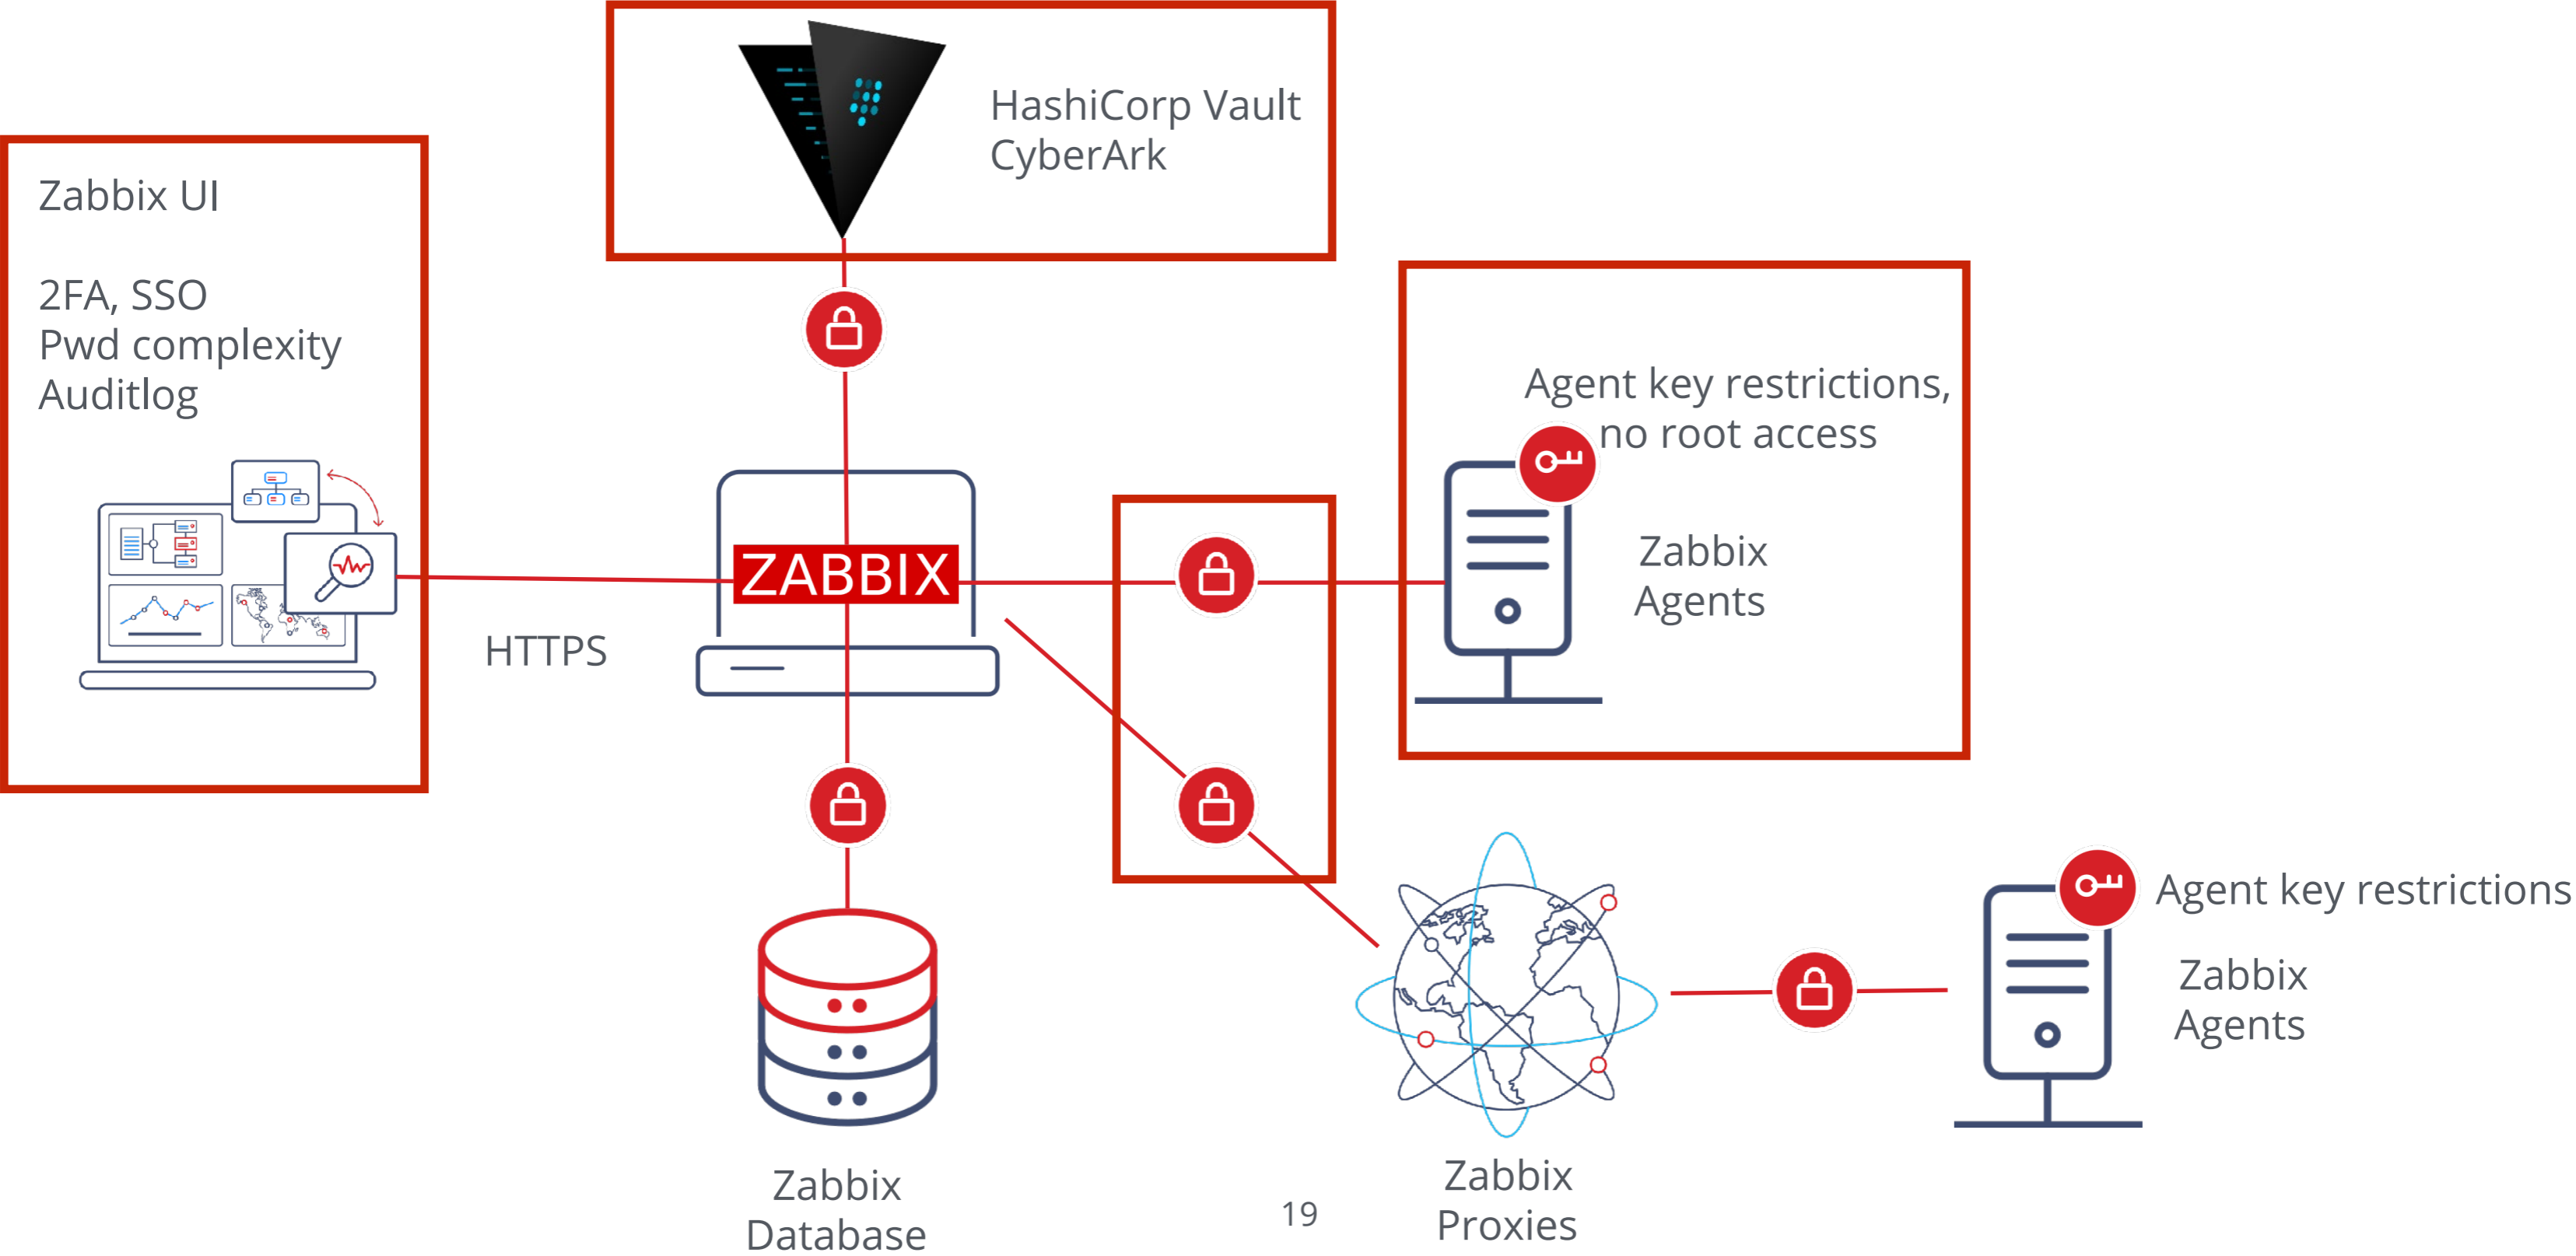 HashiCorp Vault
CyberArk
Zabbix UI
2FA, SSO
Pwd complexity
Auditlog
Agent key restrictions,
no root access
ZABBIX
Zabbix
Agents
HTTPS
Agent key restrictions
Zabbix
Agents
Zabbix
Database
19
Zabbix
Proxies